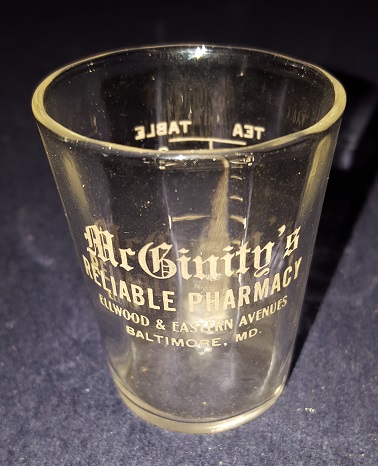 TEA TABLE
McGinity's
RELIABLE PHARMACY
ELLWOOD & EASTERN AVENUES
BALTIMORE, MD.